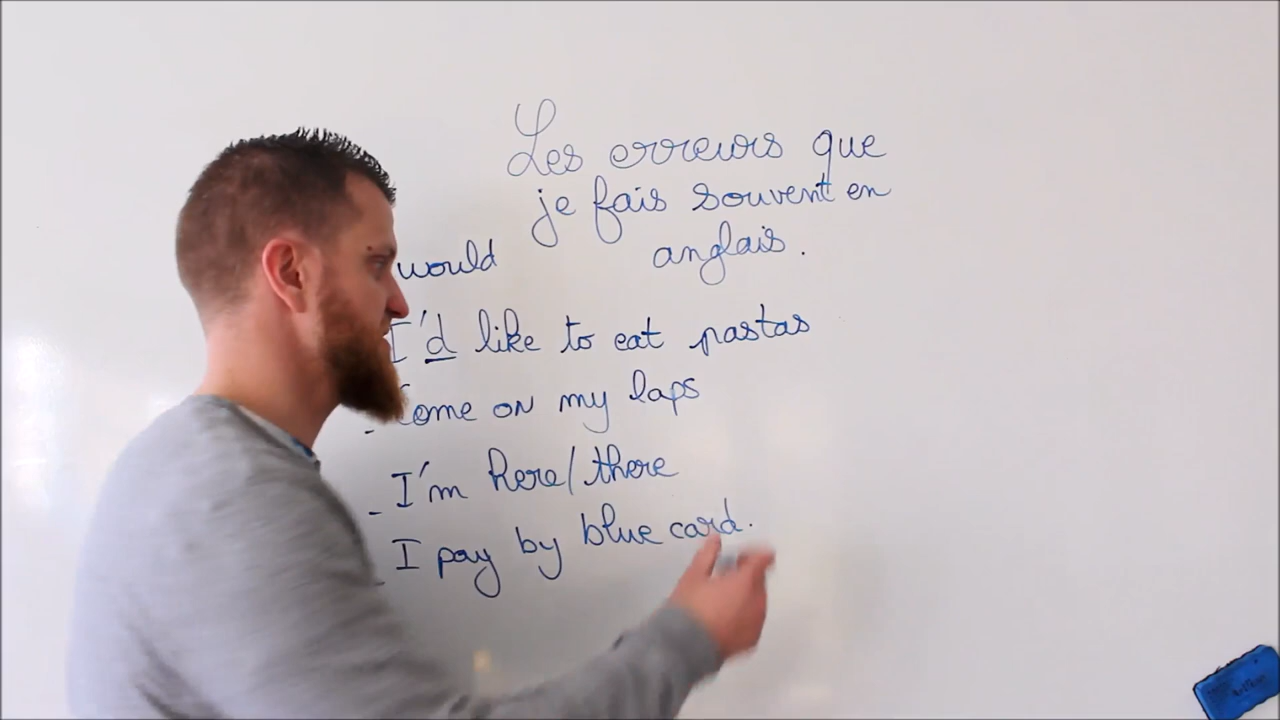 Les erreurs que
je fais souvent en
anglais.
would
I'd like to eat pastas
- Come on my laps
- I'm here/there
- I pay by blue card.